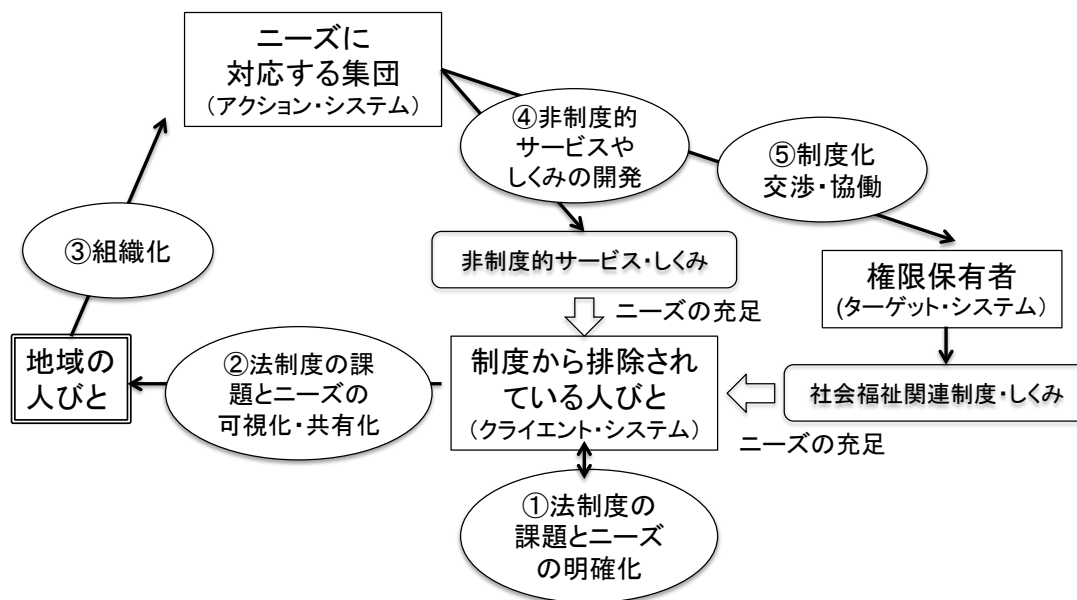 ニーズに
対応する集団
(アクション・システム)
④非制度的
サービスや
しくみの開発
⑤制度化
交渉・協働
③組織化
非制度的サービス・しくみ
権限保有者
(ターゲット・システム)
ニーズの充足
地域の
人びと
②法制度の課
題とニーズの
可視化・共有化
制度から排除され
ている人びと
(クライエント・システム)
社会福祉関連制度・しくみ
ニーズの充足
①法制度の
課題とニーズ
の明確化